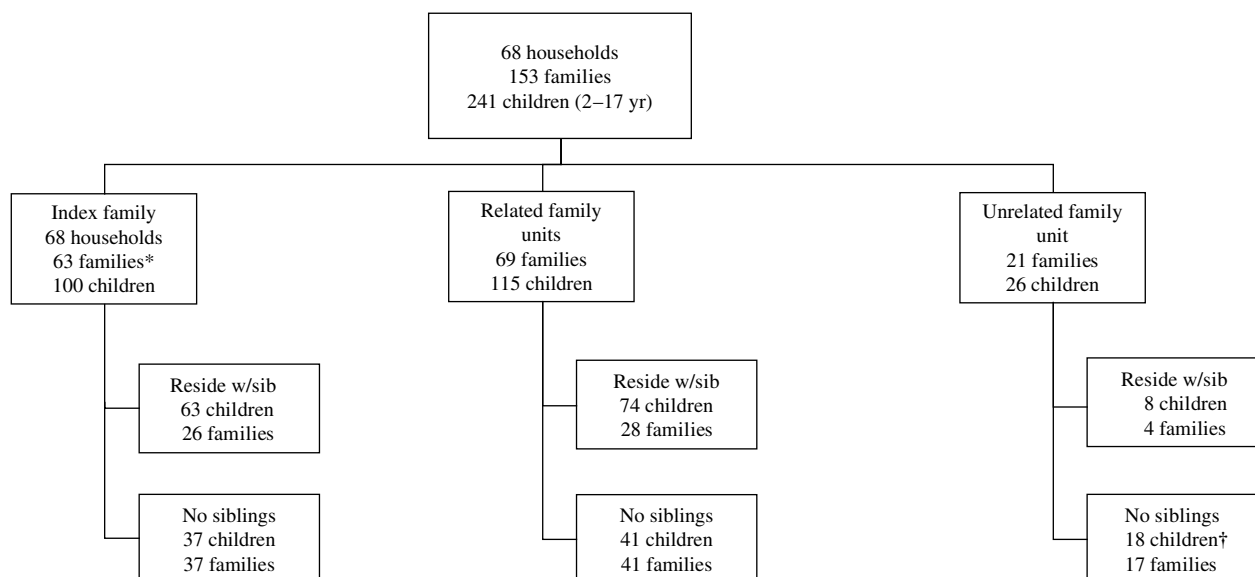 68 households
153 families
241 children (2–17 yr)
Index family
68 households
63 families*
100 children
Related family
units
69 families
115 children
Unrelated family
unit
21 families
26 children
Reside w/sib
63 children
26 families
Reside w/sib
74 children
28 families
Reside w/sib
8 children
4 families
No siblings
37 children
37 families
No siblings
41 children
41 families
No siblings
18 children†
17 families